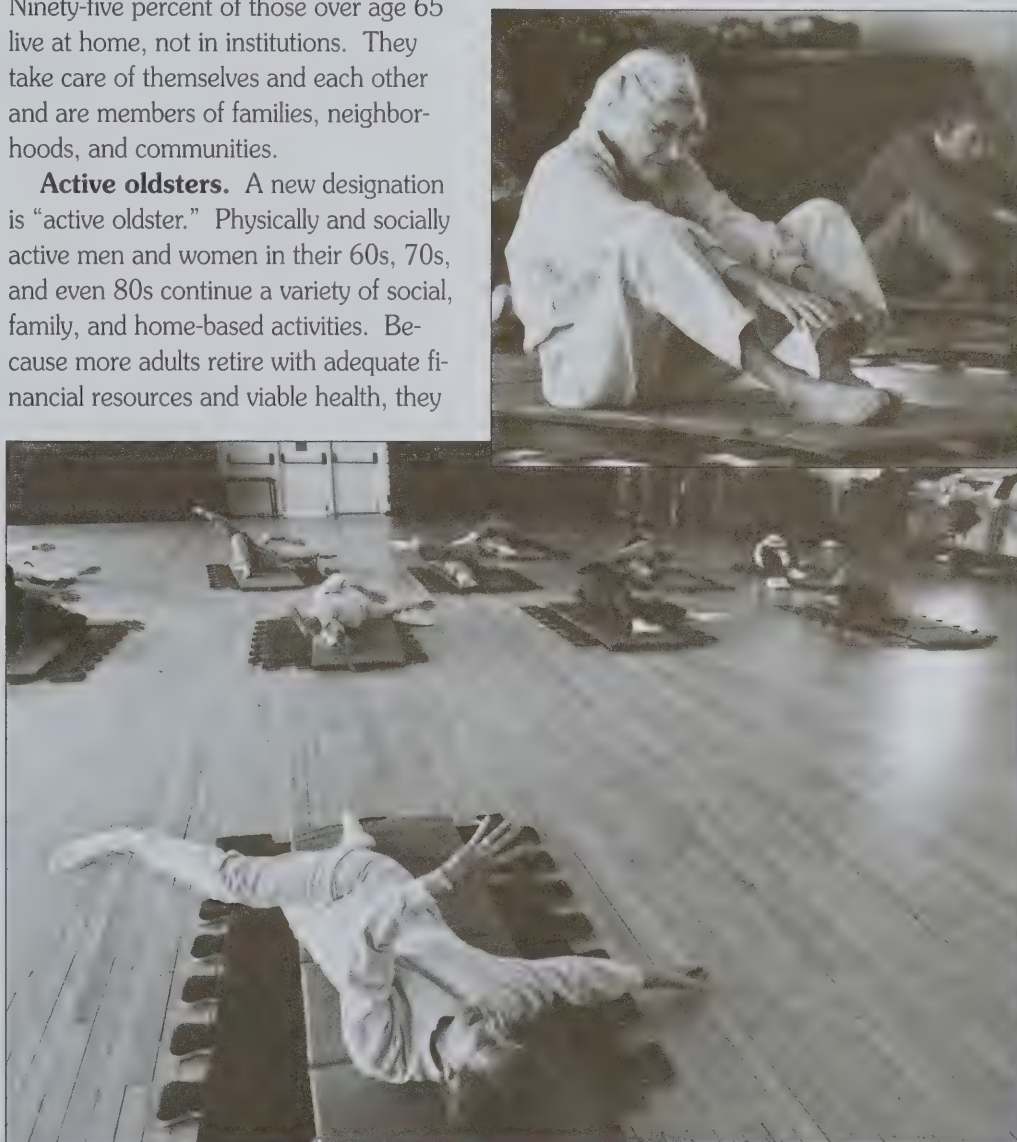 Ninety-five percent of those over age 65
live at home, not in institutions. They
take care of themselves and each other
and are members of families, neighbor-
hoods, and communities.
Active oldsters. A new designation
is “active oldster.” Physically and socially
active men and women in their 60s, 70s,
and even 80s continue a variety of social,
family, and home-based activities. Be-
cause more adults retire with adequate fi-
nancial resources and viable health, they